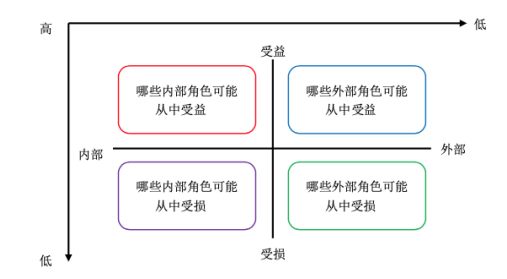 高
低
受益
哪些内部角色可能
从中受益
哪些外部角色可能
从中受益
内部
外部
哪些内部角色可能
从中受损
哪些外部角色可能
从中受损
受损
低